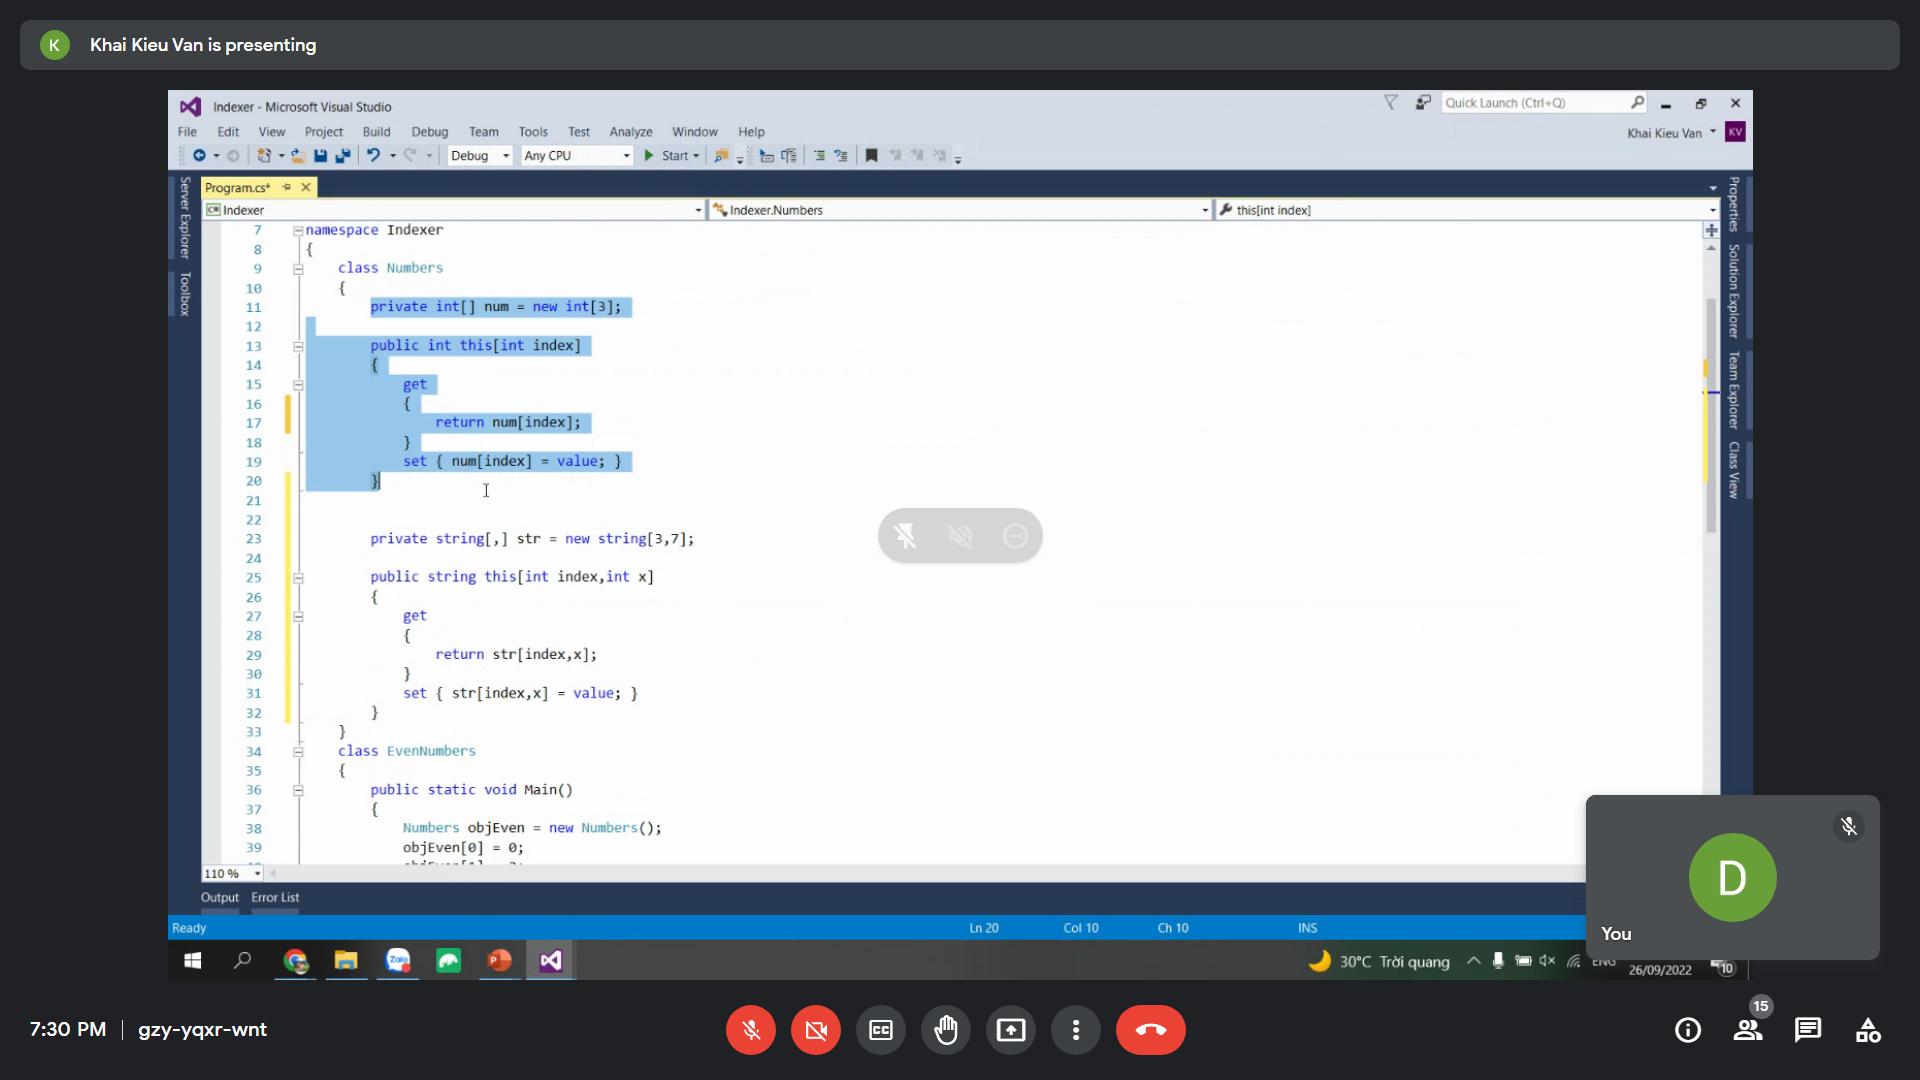 K Khai Kieu Van is presenting
Indexer - Microsoft Visual Studio
Quick Launch (Ctrl+Q)
File Edit View Project Build Debug Team Tools Test Analyze Window Help
Khai Kieu Van KV
Debug Any CPU Start
Server Explorer
Toolbox
Program.cs*
Indexer Indexer.Numbers this[int index]
Properties
Solution Explorer
Team Explorer
Class View
7 namespace Indexer
8 {
9 class Numbers
10 {
11 private int[] num = new int[3];
12
13 public int this[int index]
14 {
15 get
16 {
17 return num[index];
18 }
19 set { num[index] = value; }
20 }
21
22
23 private string[,] str = new string[3,7];
24
25 public string this[int index,int x]
26 {
27 get
28 {
29 return str[index,x];
30 }
31 set { str[index,x] = value; }
32 }
33 }
34 class EvenNumbers
35 {
36 public static void Main()
37 {
38 Numbers objEven = new Numbers();
39 objEven[0] = 0;
110 %
Output Error List
Ready Ln 20 Col 10 Ch 10 INS
D
You
Zalo
30°C Trời quang ENG
26/09/2022 10
7:30 PM | gzy-yqxr-wnt
CC
15